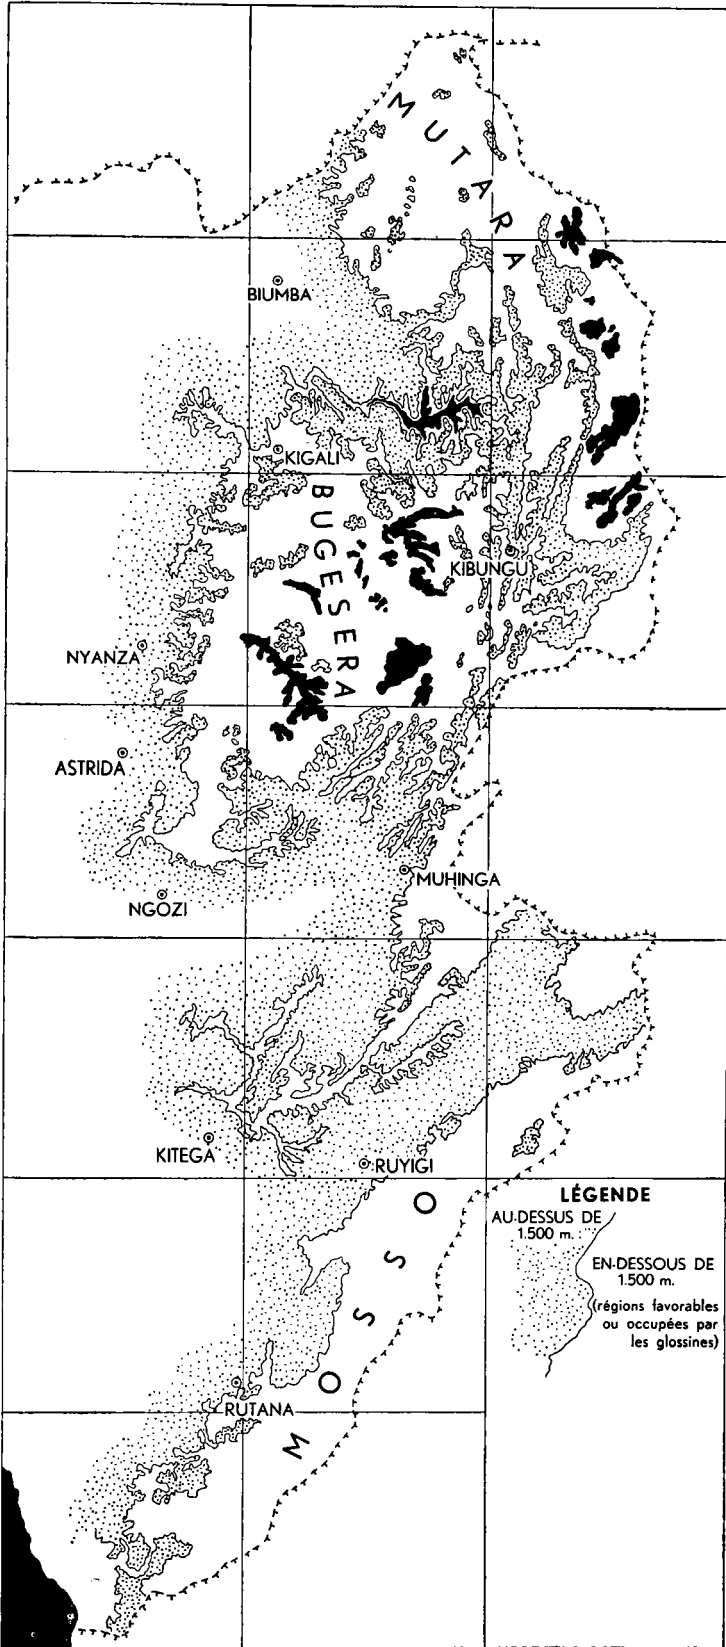 MUTARA
BIUMBA
KIGALI
BUGESERA
KIBUNGU
NYANZA
ASTRIDA
MUHINGA
NGOZI
KITEGA
RUYIGI
MOSSO
RUTANA
LÉGENDE
AU-DESSUS DE
1.500 m.
EN-DESSOUS DE
1.500 m.
(régions favorables
ou occupées par
les glossines)